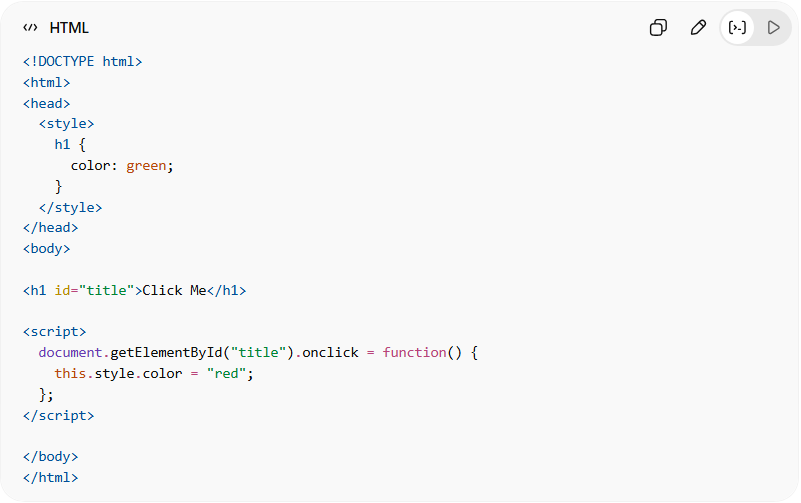 HTML
<!DOCTYPE html>
<html>
<head>
  <style>
    h1 {
      color: green;
    }
  </style>
</head>
<body>

<h1 id="title">Click Me</h1>

<script>
  document.getElementById("title").onclick = function() {
    this.style.color = "red";
  };
</script>

</body>
</html>